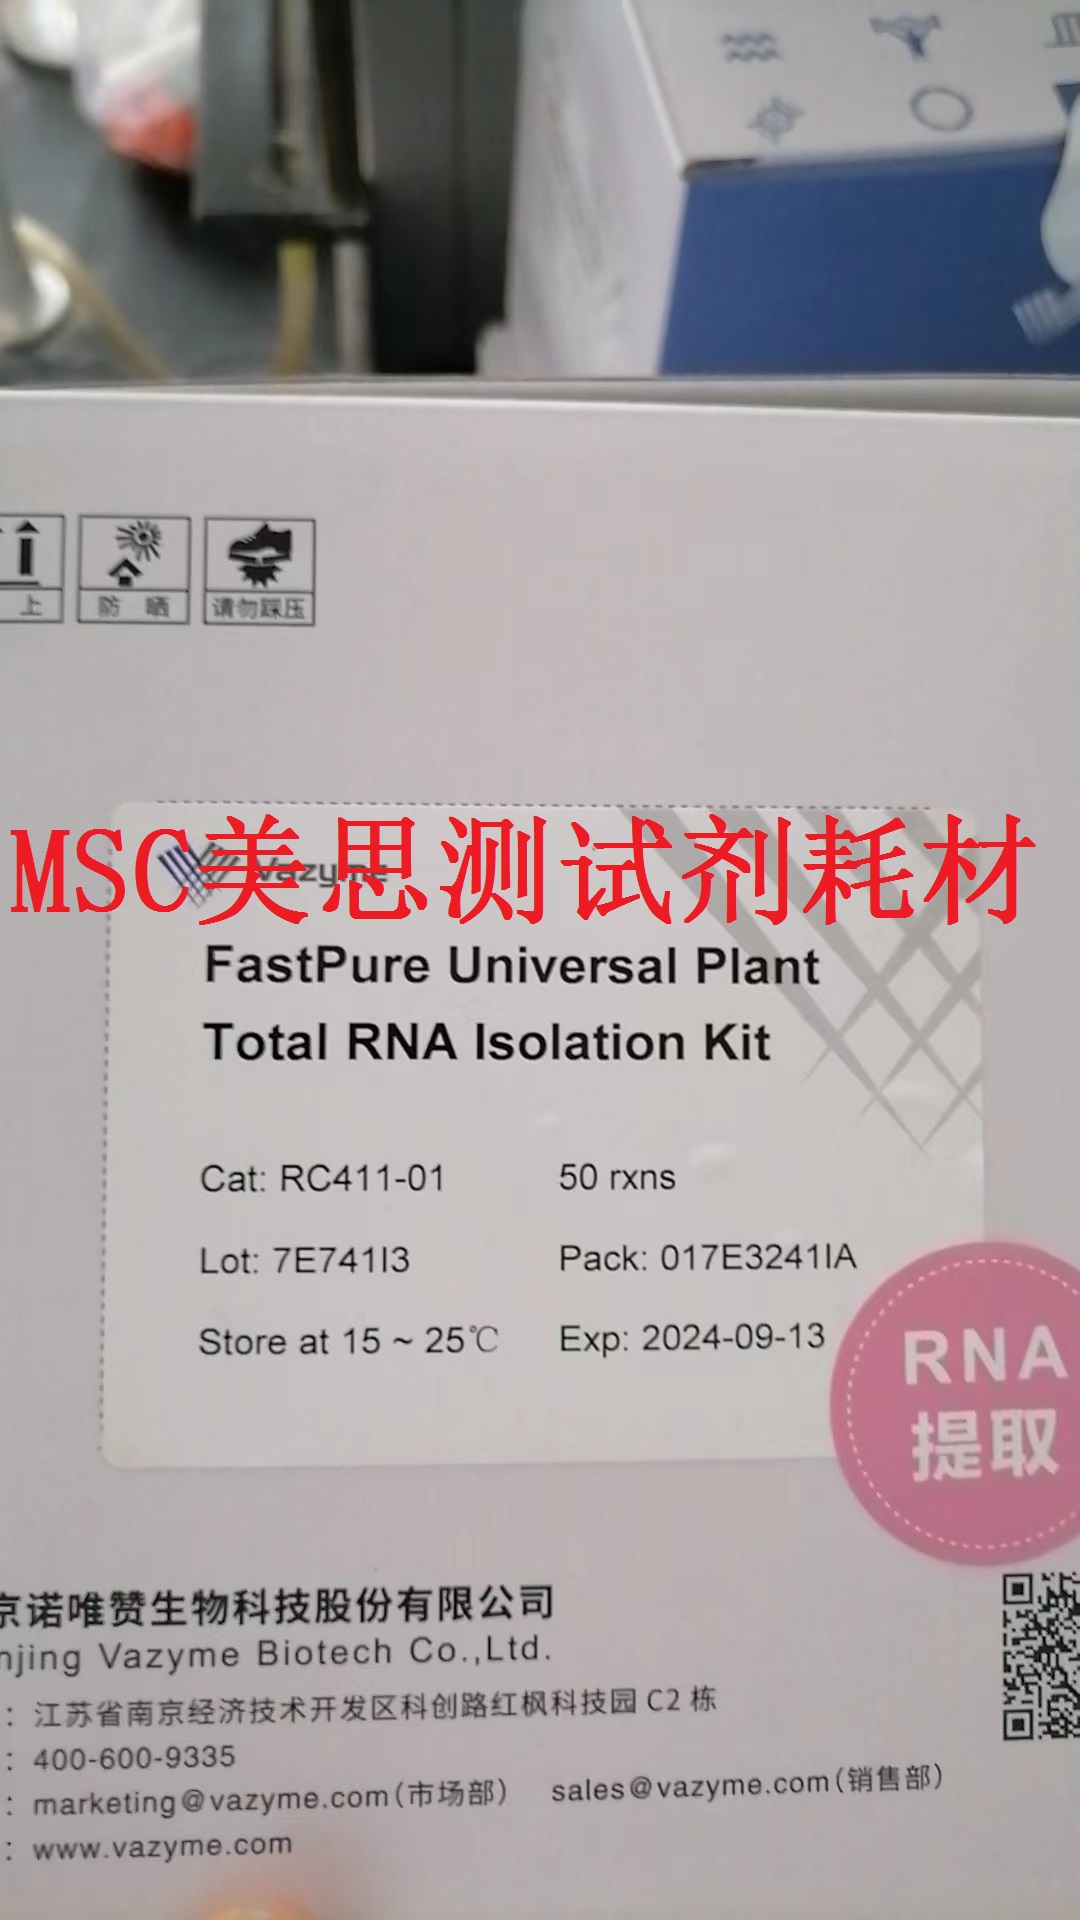 上
防 晒
请勿踩压
MSC美思测试剂耗材
Vazyme
FastPure Universal Plant
Total RNA Isolation Kit
Cat: RC411-01 50 rxns
Lot: 7E741I3 Pack: 017E3241IA
Store at 15 ~ 25℃ Exp: 2024-09-13
RNA
提取
京诺唯赞生物科技股份有限公司
njing Vazyme Biotech Co.,Ltd.
: 江苏省南京经济技术开发区科创路红枫科技园 C2 栋
: 400-600-9335
: marketing@vazyme.com(市场部) sales@vazyme.com(销售部)
: www.vazyme.com